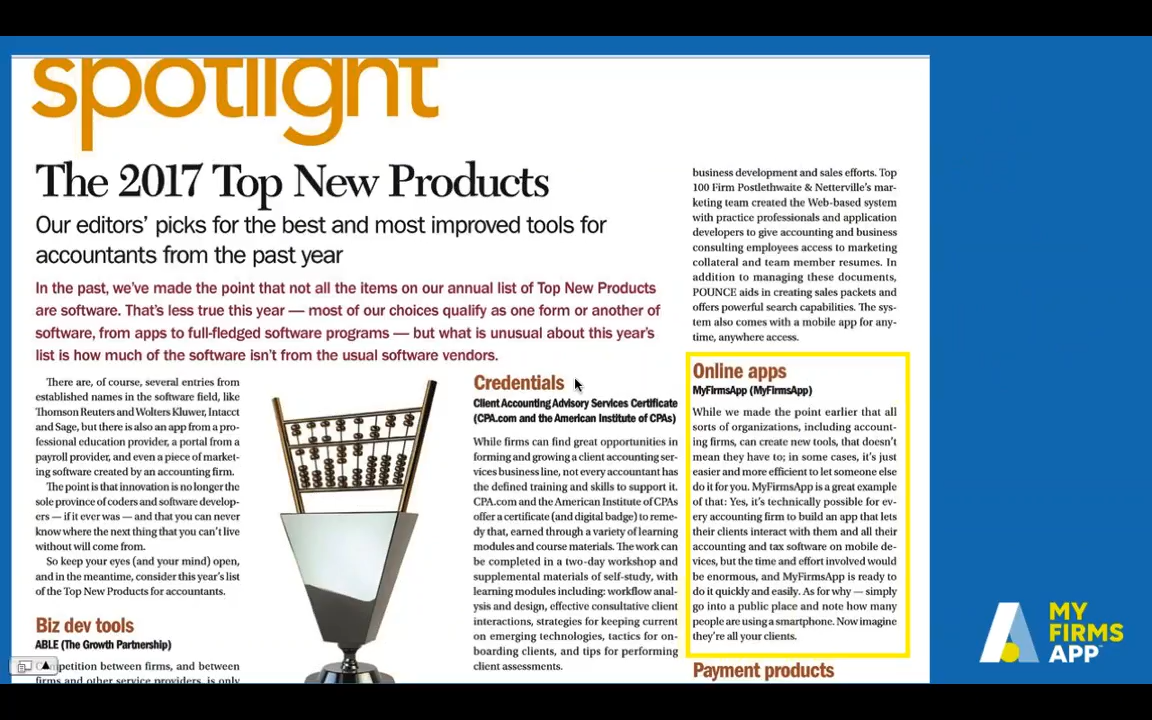 spotlight
The 2017 Top New Products
Our editors’ picks for the best and most improved tools for
accountants from the past year
In the past, we’ve made the point that not all the items on our annual list of Top New Products
are software. That’s less true this year — most of our choices qualify as one form or another of
software, from apps to full-fledged software programs — but what is unusual about this year’s
list is how much of the software isn’t from the usual software vendors.
There are, of course, several entries from
established names in the software field, like
Thomson Reuters and Wolters Kluwer, Intacct
and Sage, but there is also an app from a pro-
fessional education provider, a portal from a
payroll provider, and even a piece of market-
ing software created by an accounting firm.
The point is that innovation is no longer the
sole province of coders and software develop-
ers — if it ever was — and that you can never
know where the next thing that you can’t live
without will come from.
So keep your eyes (and your mind) open,
and in the meantime, consider this year’s list
of the Top New Products for accountants.
Biz dev tools
ABLE (The Growth Partnership)
Competition between firms, and between
firms and other service providers, is only
Credentials
Client Accounting Advisory Services Certificate
(CPA.com and the American Institute of CPAs)
While firms can find great opportunities in
forming and growing a client accounting ser-
vices business line, not every accountant has
the defined training and skills to support it.
CPA.com and the American Institute of CPAs
offer a certificate (and digital badge) to reme-
dy that, earned through a variety of learning
modules and course materials. The work can
be completed in a two-day workshop and
supplemental materials of self-study, with
learning modules including: workflow anal-
ysis and design, effective consultative client
interactions, strategies for keeping current
on emerging technologies, tactics for on-
boarding clients, and tips for performing
client assessments.
business development and sales efforts. Top
100 Firm Postlethwaite & Netterville’s mar-
keting team created the Web-based system
with practice professionals and application
developers to give accounting and business
consulting employees access to marketing
collateral and team member resumes. In
addition to managing these documents,
POUNCE aids in creating sales packets and
offers powerful search capabilities. The sys-
tem also comes with a mobile app for any-
time, anywhere access.
Online apps
MyFirmsApp (MyFirmsApp)
While we made the point earlier that all
sorts of organizations, including account-
ing firms, can create new tools, that doesn’t
mean they have to; in some cases, it’s just
easier and more efficient to let someone else
do it for you. MyFirmsApp is a great example
of that: Yes, it’s technically possible for ev-
ery accounting firm to build an app that lets
their clients interact with them and all their
accounting and tax software on mobile de-
vices, but the time and effort involved would
be enormous, and MyFirmsApp is ready to
do it quickly and easily. As for why — simply
go into a public place and note how many
people are using a smartphone. Now imagine
they’re all your clients.
Payment products
MY
FIRMS
APP